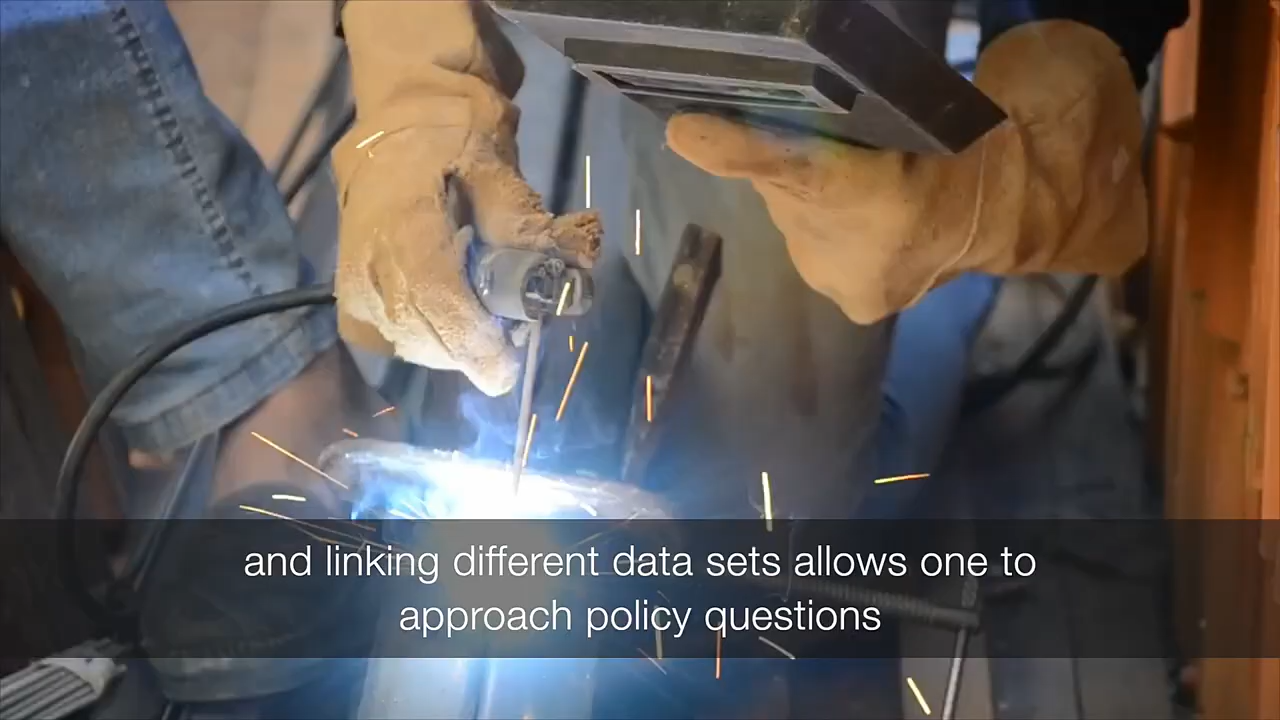 and linking different data sets allows one to
approach policy questions